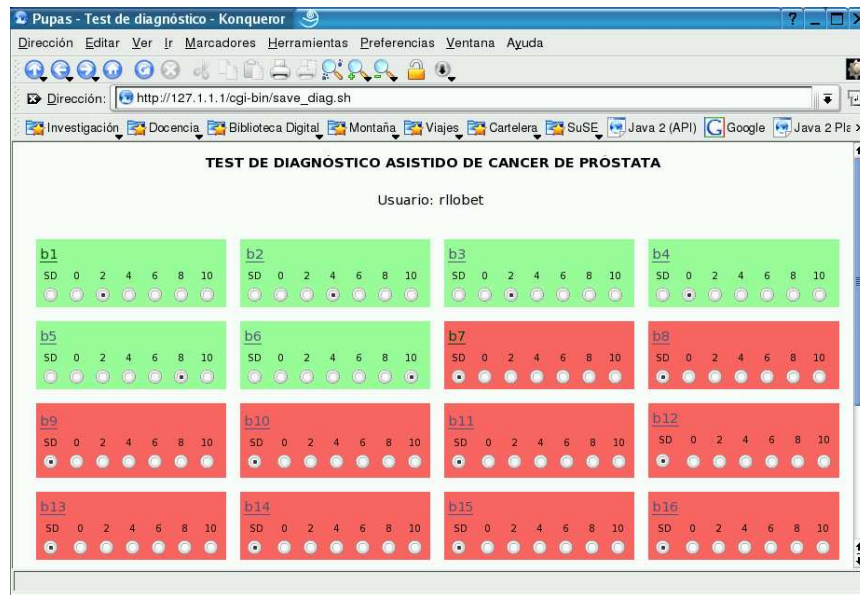 Pupas - Test de diagnóstico - Konqueror ?
Dirección Editar Ver Ir Marcadores Herramientas Preferencias Ventana Ayuda
Dirección: http://127.1.1.1/cgi-bin/save_diag.sh
Investigación Docencia Biblioteca Digital Montaña Viajes Cartelera SuSE Java 2 (API) Google Java 2 Pla
TEST DE DIAGNÓSTICO ASISTIDO DE CANCER DE PRÓSTATA
Usuario: rllobet
b1 b2 b3 b4
SD 0 2 4 6 8 10 SD 0 2 4 6 8 10 SD 0 2 4 6 8 10 SD 0 2 4 6 8 10
b5 b6 b7 b8
SD 0 2 4 6 8 10 SD 0 2 4 6 8 10 SD 0 2 4 6 8 10 SD 0 2 4 6 8 10
b9 b10 b11 b12
SD 0 2 4 6 8 10 SD 0 2 4 6 8 10 SD 0 2 4 6 8 10 SD 0 2 4 6 8 10
b13 b14 b15 b16
SD 0 2 4 6 8 10 SD 0 2 4 6 8 10 SD 0 2 4 6 8 10 SD 0 2 4 6 8 10